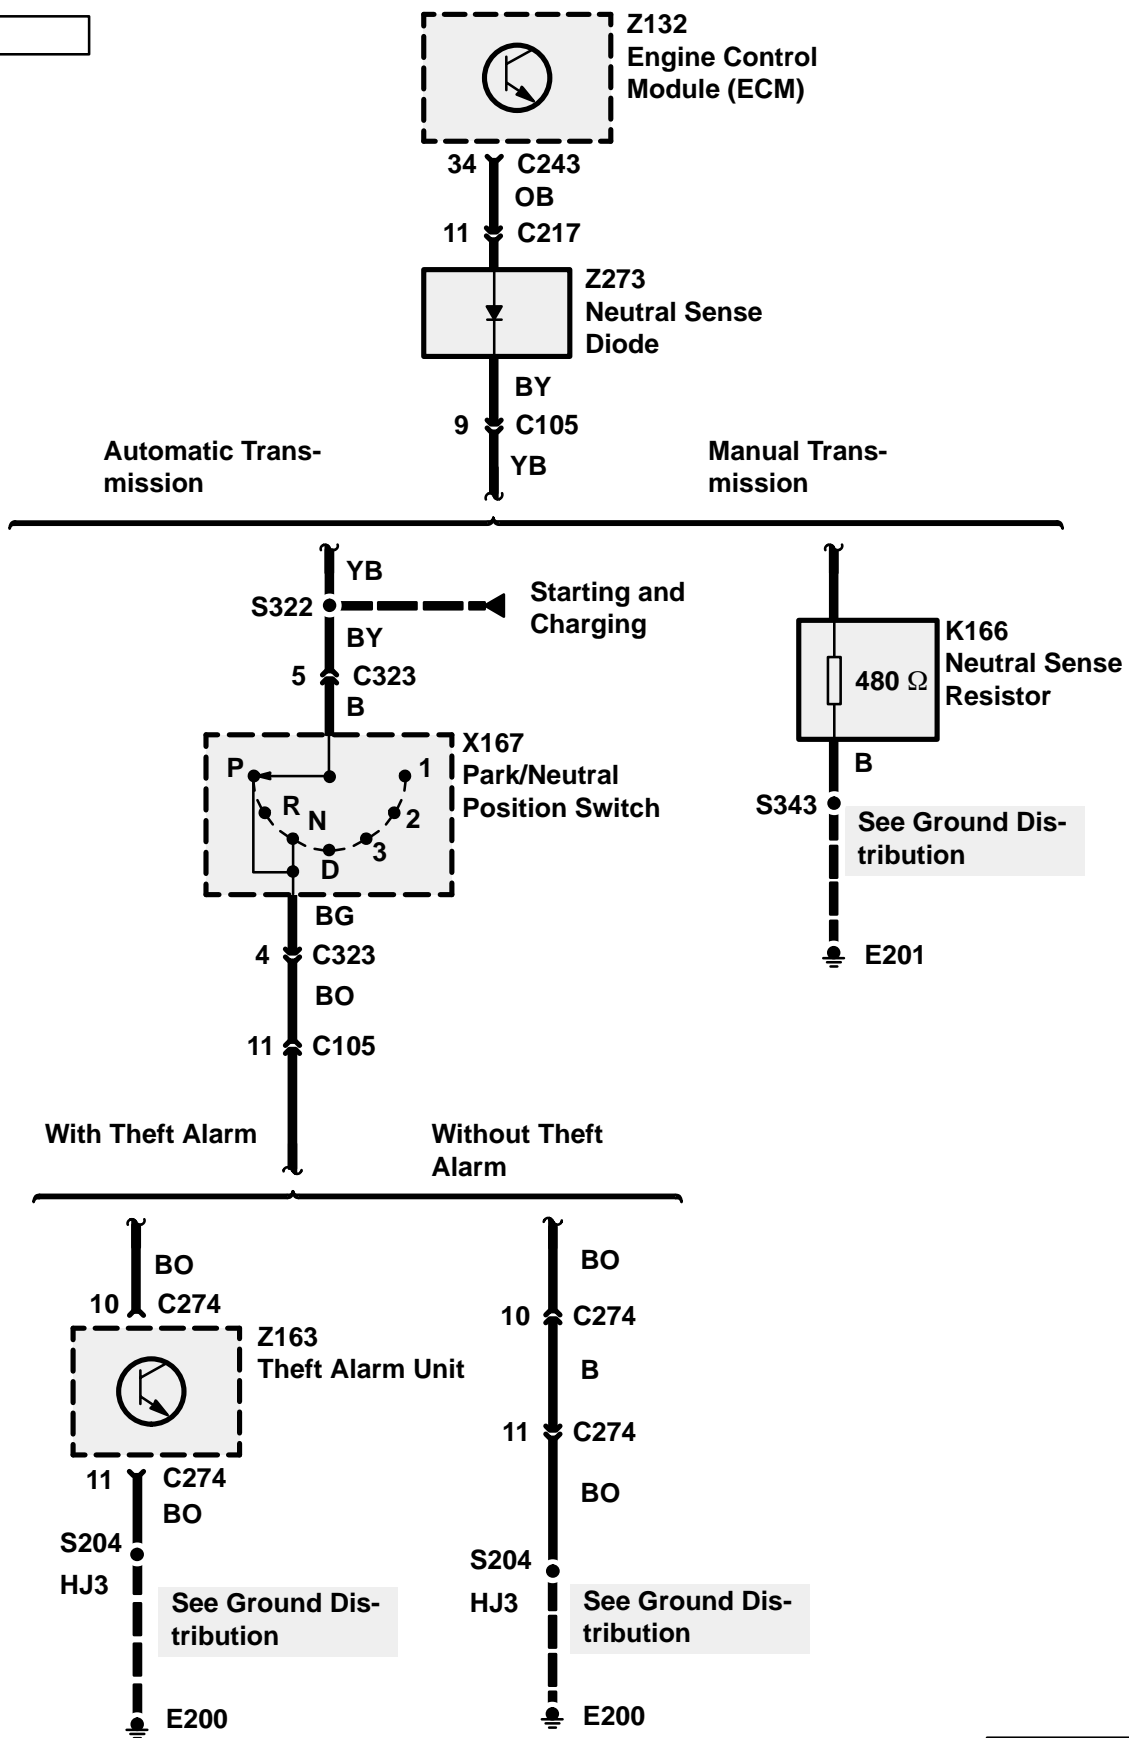 Z132
Engine Control
Module (ECM)
34 C243
OB
11 C217
Z273
Neutral Sense
Diode
BY
9 C105
YB
Automatic Trans-
mission
Manual Trans-
mission
YB
S322
Starting and
Charging
BY
5 C323
B
X167
Park/Neutral
Position Switch
P
R
N
D
3
2
1
BG
4 C323
BO
11 C105
K166
Neutral Sense
Resistor
480 Ω
B
S343
See Ground Dis-
tribution
E201
With Theft Alarm
Without Theft
Alarm
BO
10 C274
Z163
Theft Alarm Unit
11 C274
BO
S204
HJ3
See Ground Dis-
tribution
E200
BO
10 C274
B
11 C274
BO
S204
HJ3
See Ground Dis-
tribution
E200